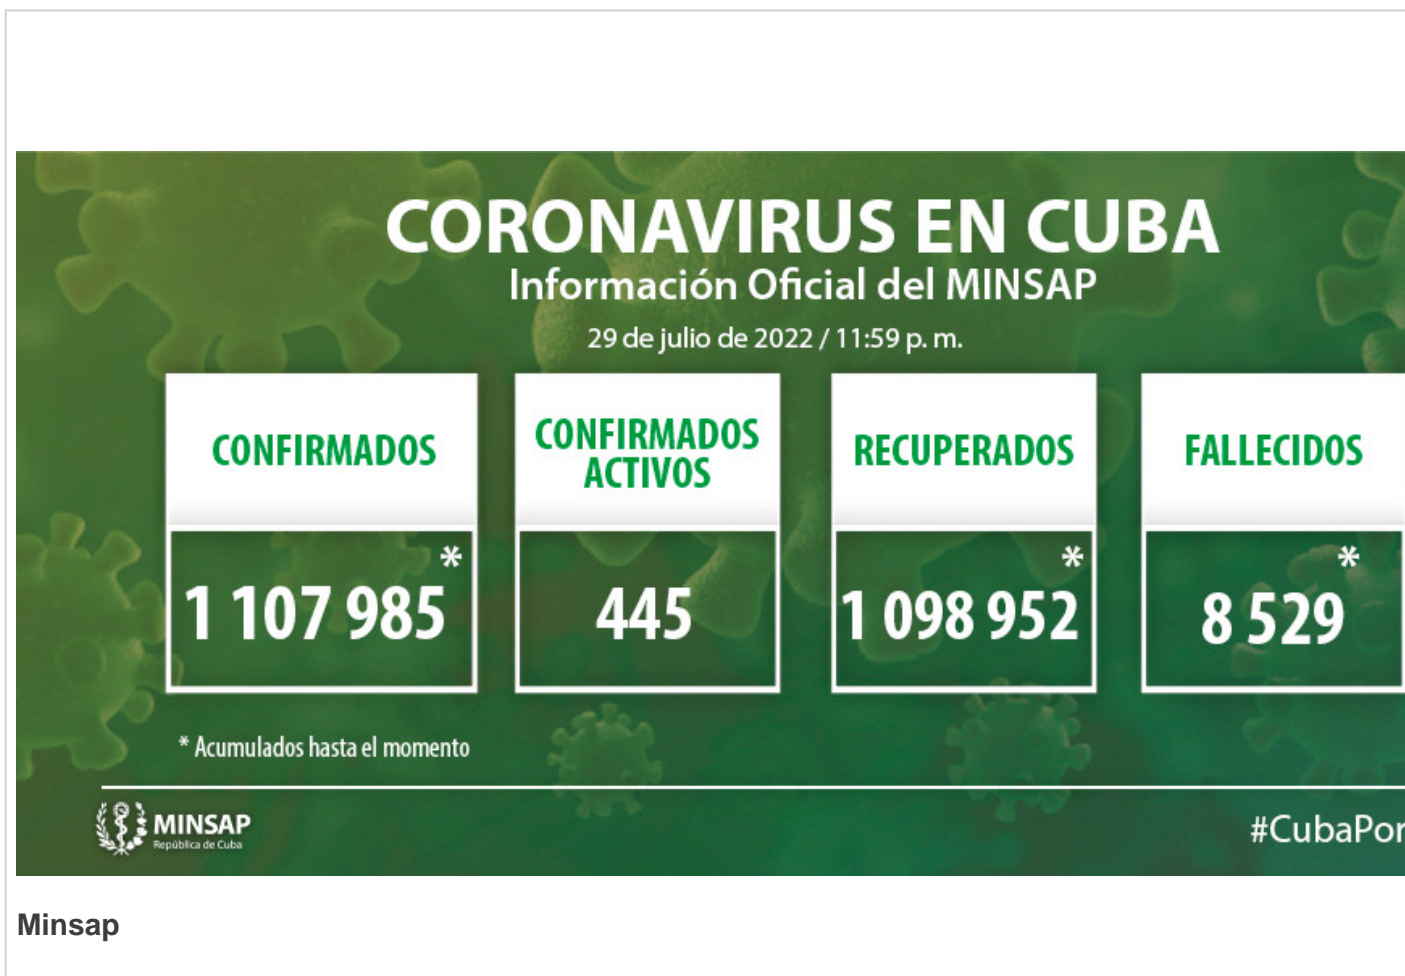 CORONAVIRUS EN CUBA
Información Oficial del MINSAP
29 de julio de 2022 / 11:59 p. m.
CONFIRMADOS
1 107 985*
CONFIRMADOS
ACTIVOS
445
RECUPERADOS
1 098 952*
FALLECIDOS
8 529*
* Acumulados hasta el momento
MINSAP
República de Cuba
#CubaPor
Minsap